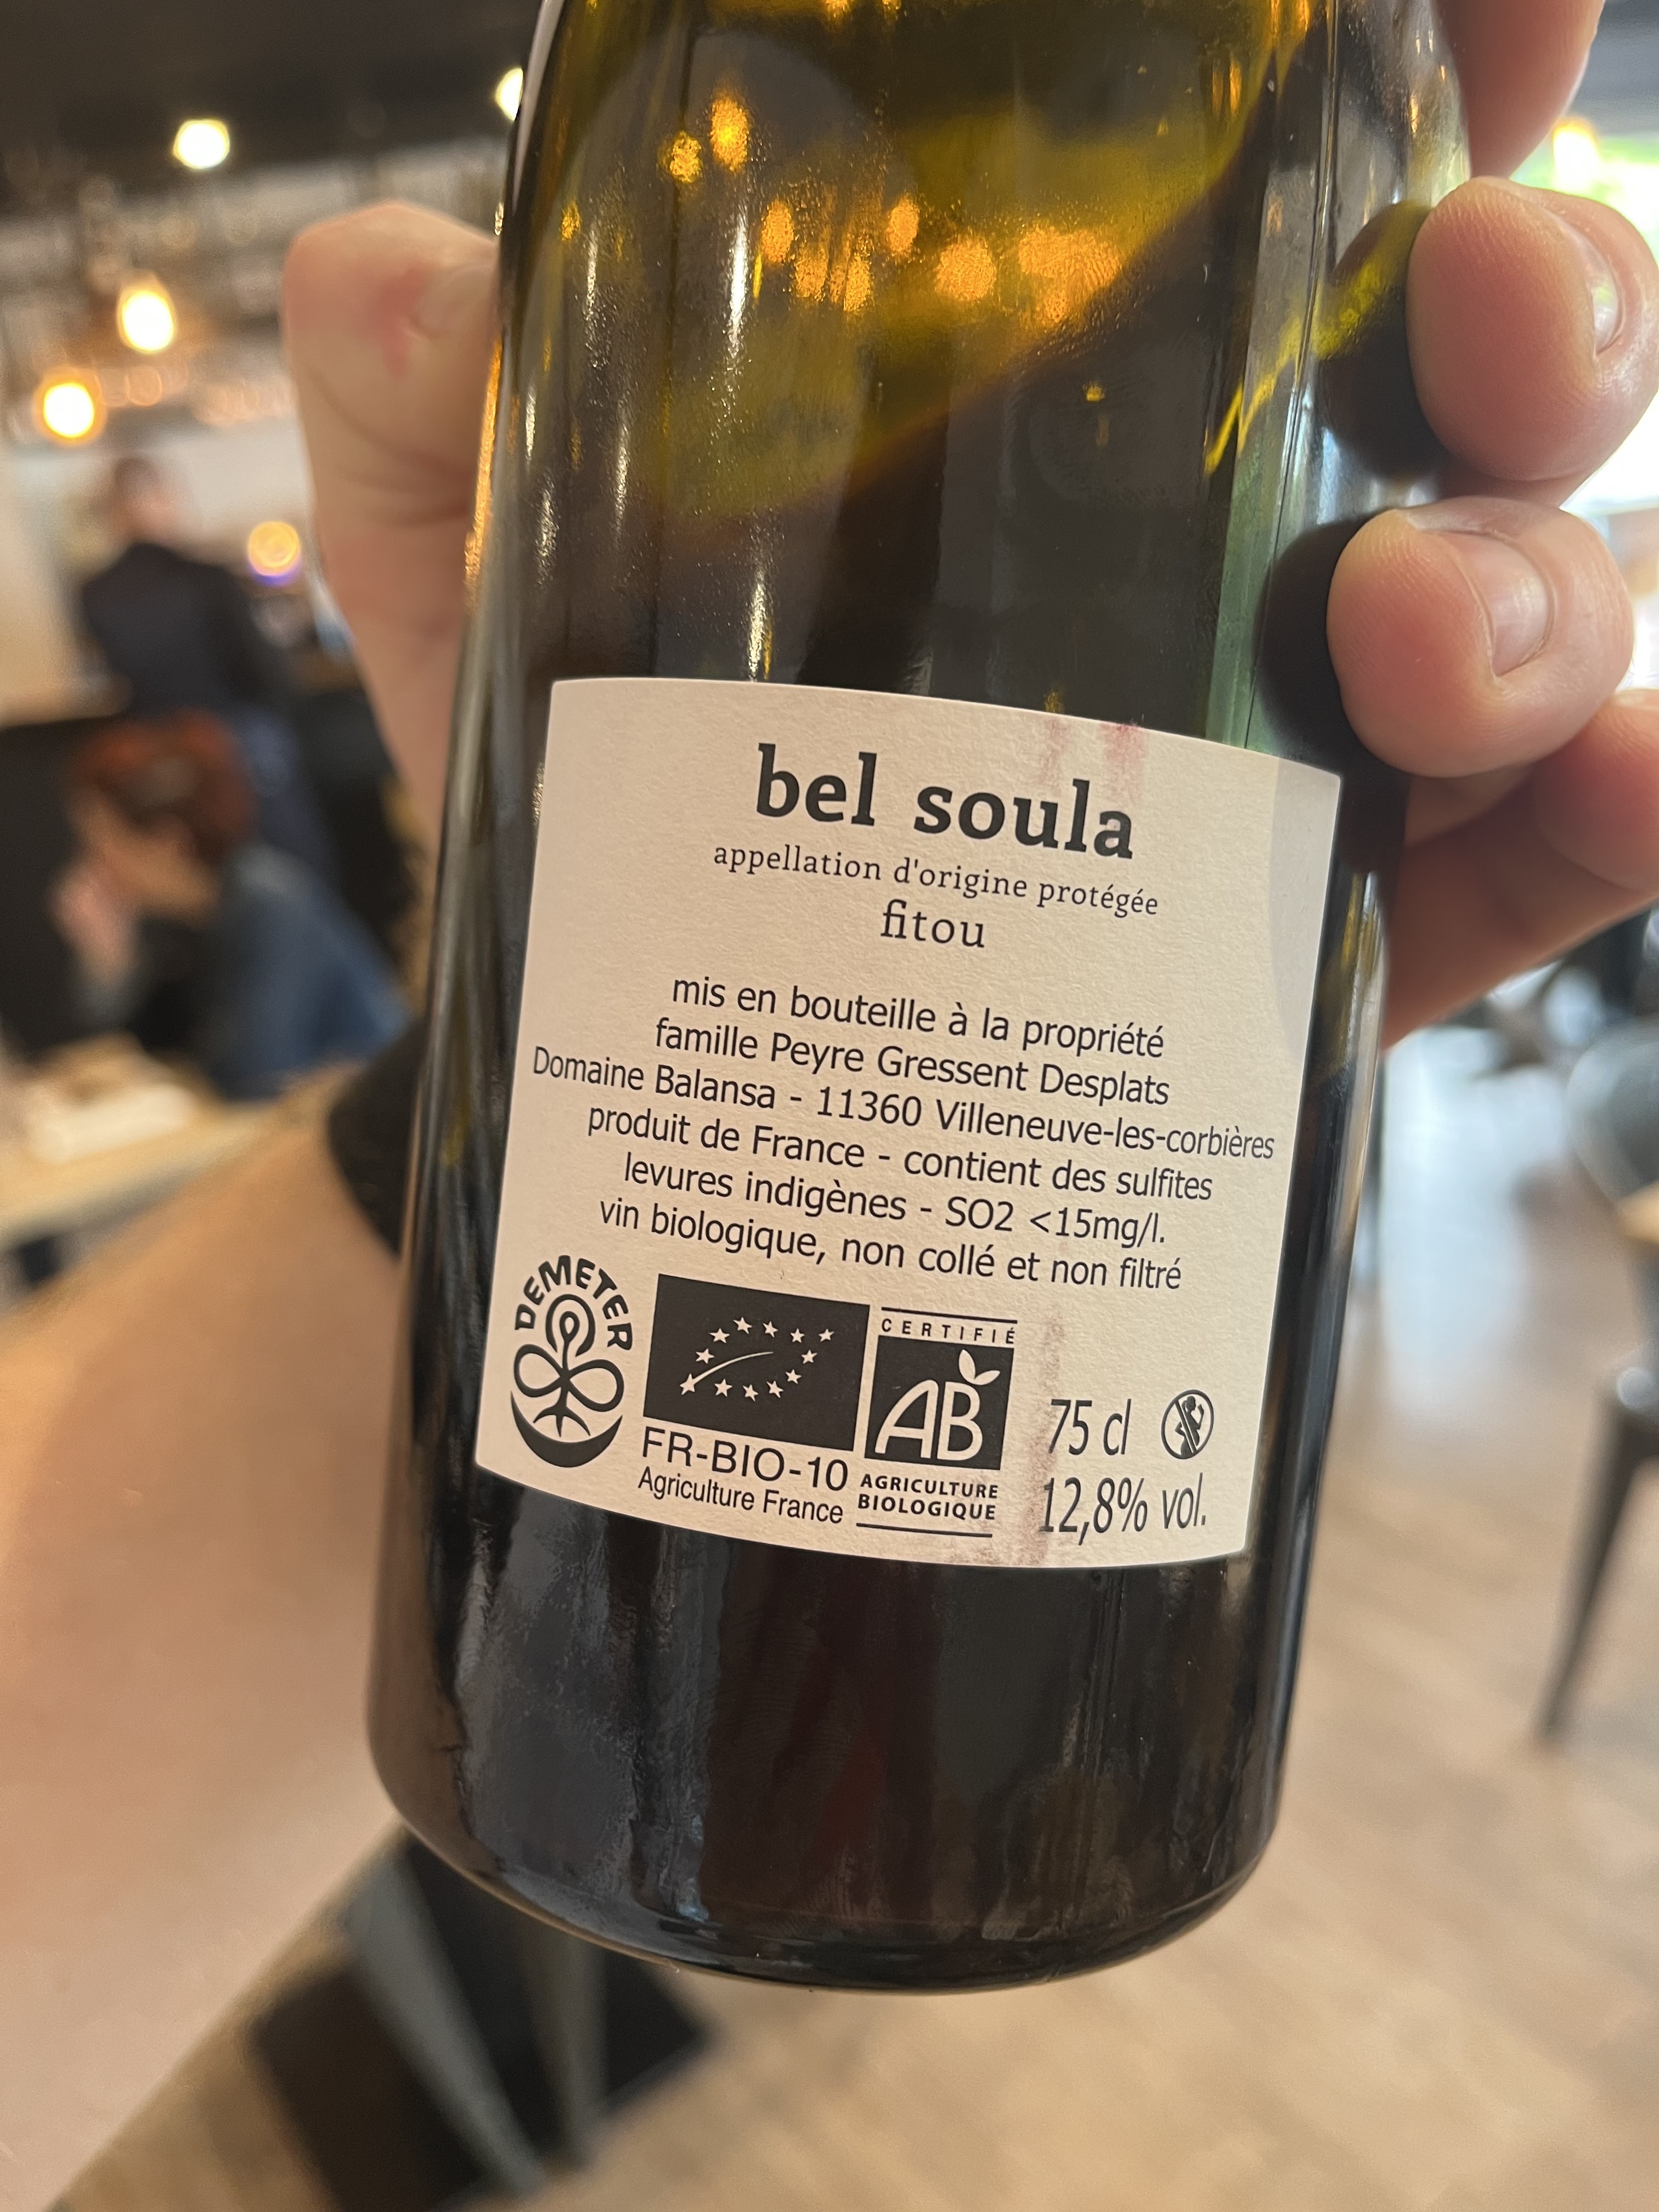 bel soula
appellation d'origine protégée
fitou
mis en bouteille à la propriété
famille Peyre Gressent Desplats
Domaine Balansa - 11360 Villeneuve-les-corbières
produit de France - contient des sulfites
levures indigènes - SO2 <15mg/l.
vin biologique, non collé et non filtré
DEMETER
FR-BIO-10
Agriculture France
CERTIFIÉ
AB
AGRICULTURE
BIOLOGIQUE
75 cl
12,8% vol.